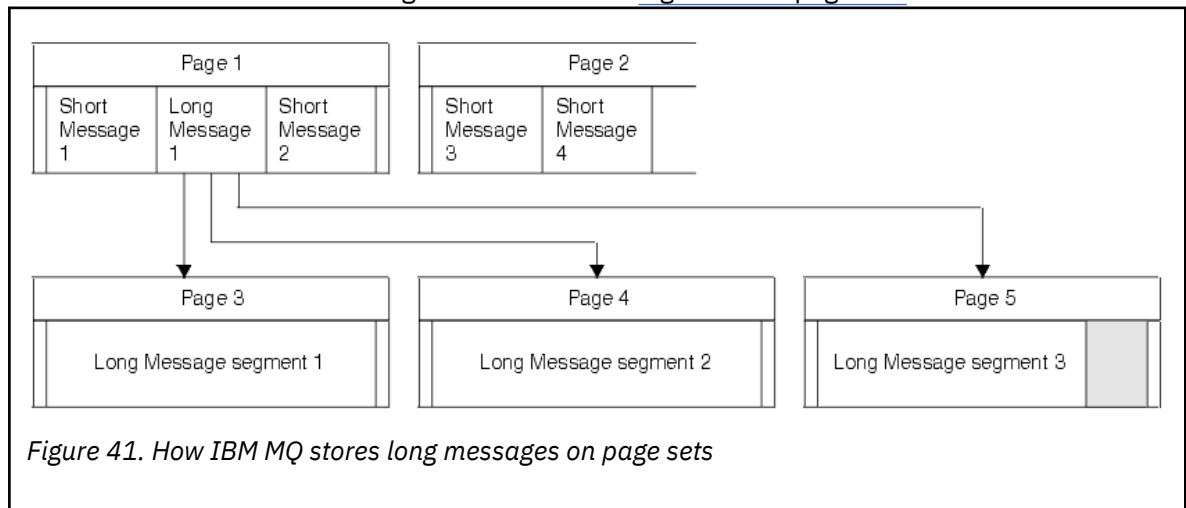 Page 1
Page 2
Short
Message
1
Long
Message
1
Short
Message
2
Short
Message
3
Short
Message
4
Page 3
Page 4
Page 5
Long Message segment 1
Long Message segment 2
Long Message segment 3
Figure 41. How IBM MQ stores long messages on page sets